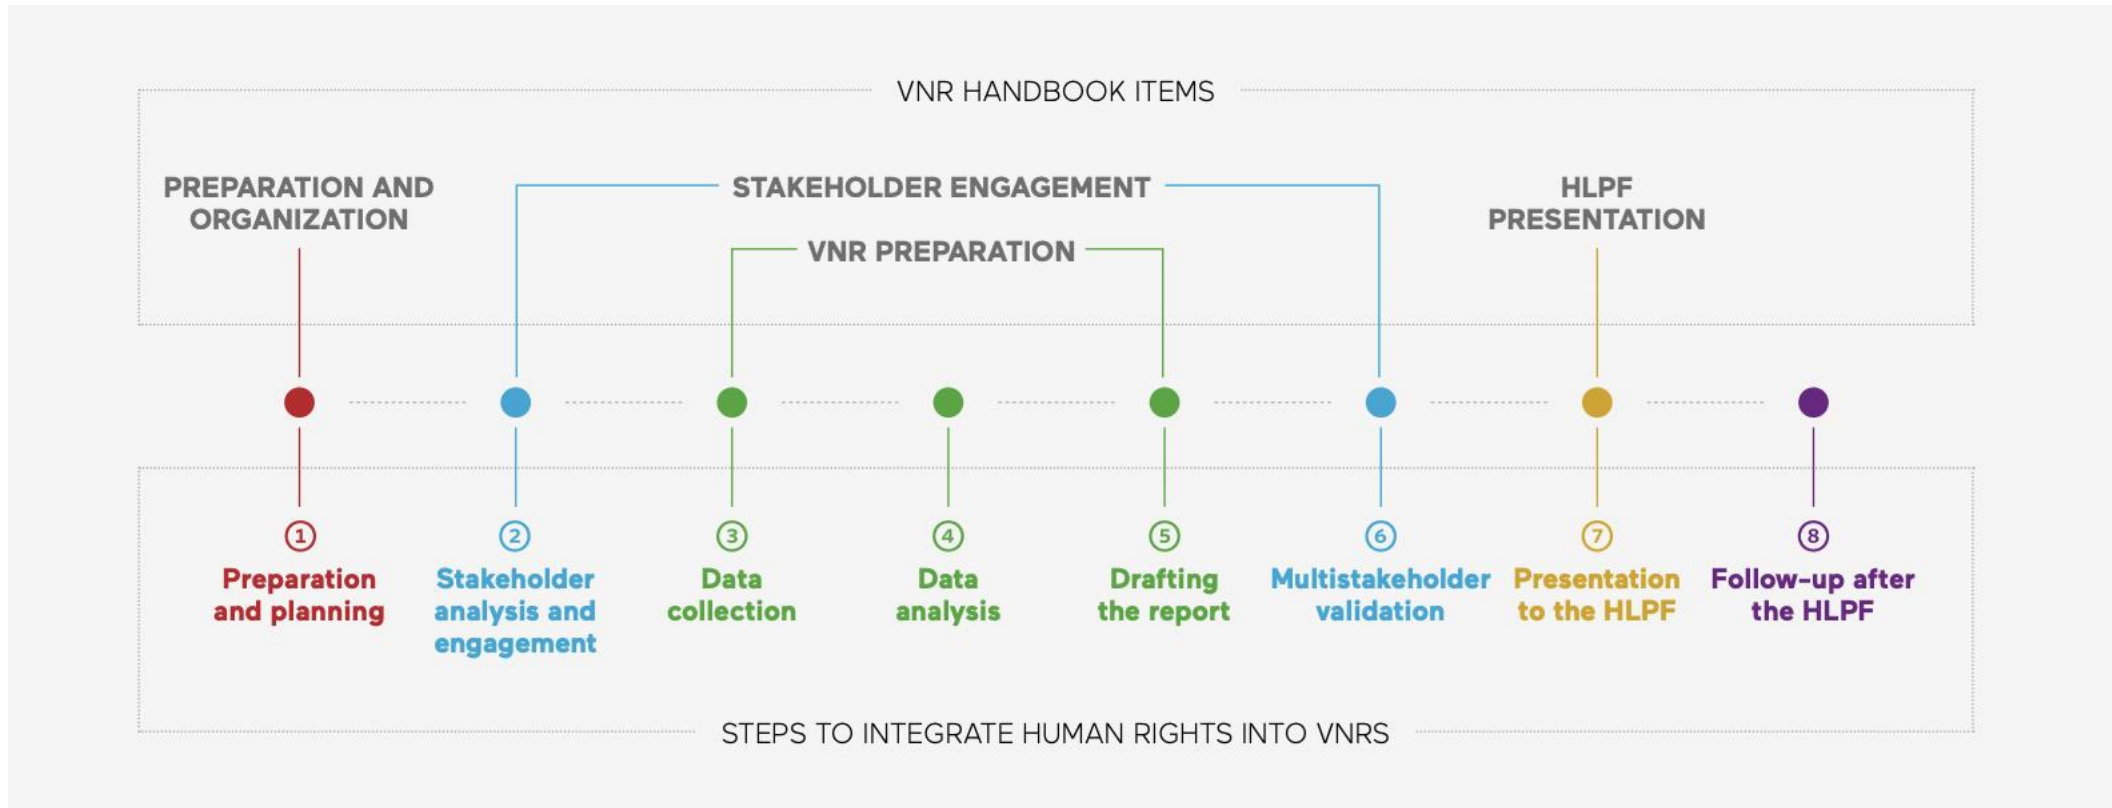 VNR HANDBOOK ITEMS
PREPARATION AND
ORGANIZATION
STAKEHOLDER ENGAGEMENT
VNR PREPARATION
HLPF
PRESENTATION
1
Preparation
and planning
2
Stakeholder
analysis and
engagement
3
Data
collection
4
Data
analysis
5
Drafting
the report
6
Multistakeholder
validation
7
Presentation
to the HLPF
8
Follow-up after
the HLPF
STEPS TO INTEGRATE HUMAN RIGHTS INTO VNRS